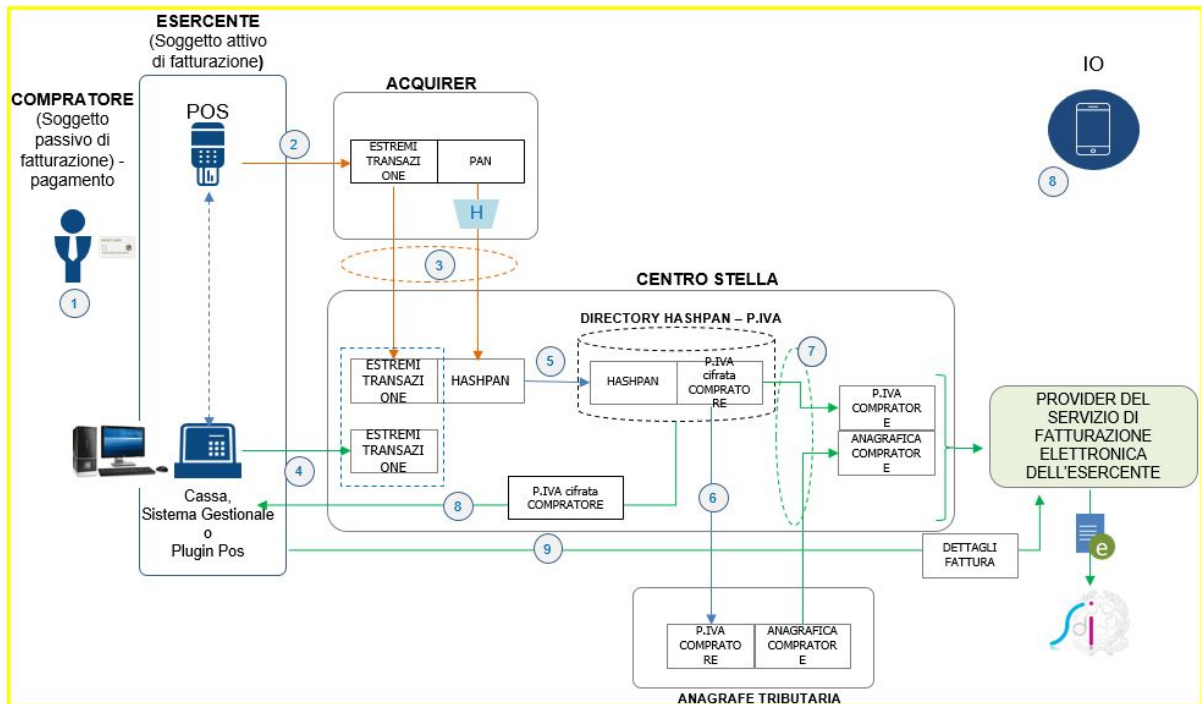 ESERCENTE
(Soggetto attivo
di fatturazione)
COMPRATORE
(Soggetto
passivo di
fatturazione) -
pagamento
1
POS
2
ACQUIRER
ESTREMI
TRANSAZI
ONE
PAN
H
3
IO
8
CENTRO STELLA
DIRECTORY HASHPAN – P.IVA
ESTREMI
TRANSAZI
ONE
HASHPAN
5
HASHPAN
P.IVA
cifrata
COMPRATO
RE
7
P.IVA
COMPRATOR
E
ANAGRAFICA
COMPRATOR
E
PROVIDER DEL
SERVIZIO DI
FATTURAZIONE
ELETTRONICA
DELL'ESERCENTE
4
ESTREMI
TRANSAZI
ONE
Cassa,
Sistema Gestionale
o
Plugin Pos
8
P.IVA cifrata
COMPRATORE
6
9
DETTAGLI
FATTURA
e
sdi
P.IVA
COMPRATO
RE
ANAGRAFICA
COMPRATOR
E
ANAGRAFE TRIBUTARIA